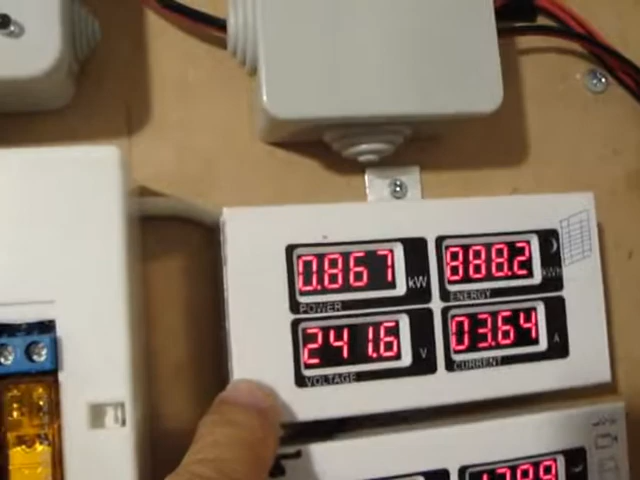 0.867 kW
POWER
888.2 kWh
ENERGY
241.6 V
VOLTAGE
03.64 A
CURRENT